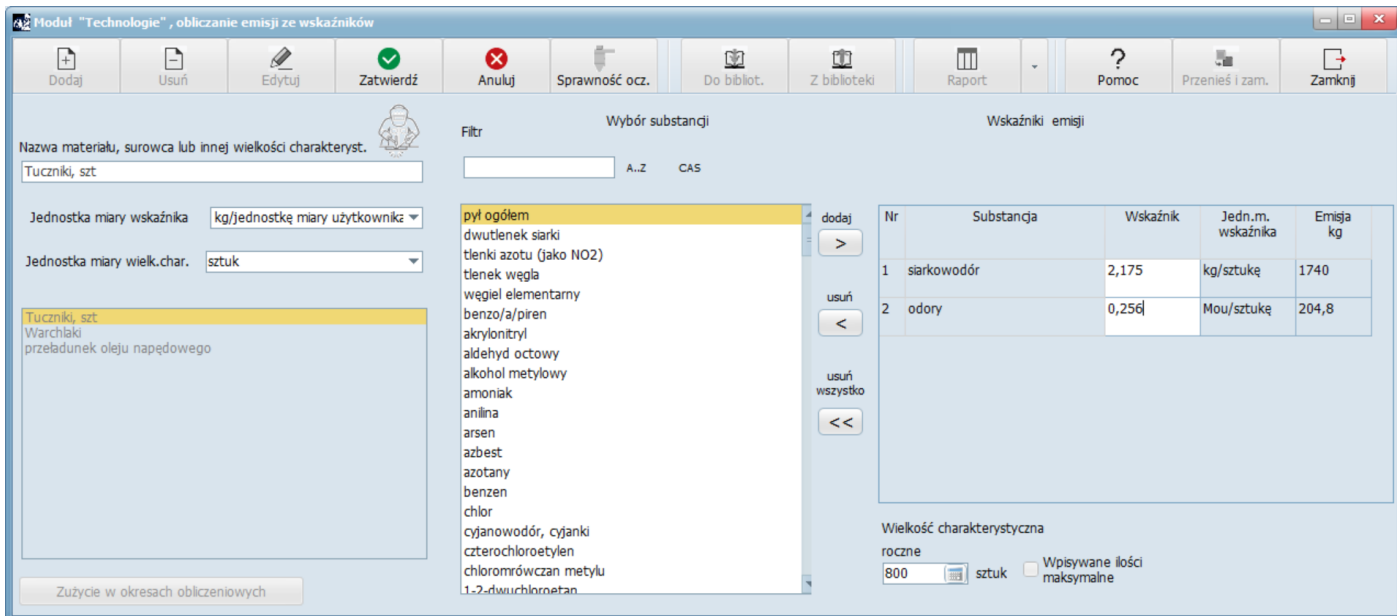 Moduł "Technologie" , obliczanie emisji ze wskaźników
Dodaj
Usuń
Edytuj
Zatwierdź
Anuluj
Sprawność ocz.
Do bibliot.
Z biblioteki
Raport
Pomoc
Przenieś i zam.
Zamknij
Nazwa materiału, surowca lub innej wielkości charakteryst.
Tuczniki, szt
Jednostka miary wskaźnika
kg/jednostkę miary użytkownika
Jednostka miary wielk.char.
sztuk
Tuczniki, szt
Warchlaki
przeładunek oleju napędowego
Zużycie w okresach obliczeniowych
Filtr
Wybór substancji
A..Z
CAS
pył ogółem
dwutlenek siarki
tlenki azotu (jako NO2)
tlenek węgla
węgiel elementarny
benzo/a/piren
akrylonitryl
aldehyd octowy
alkohol metylowy
amoniak
anilina
arsen
azbest
azotany
benzen
chlor
cyjanowodór, cyjanki
czterochloroetylen
chloromrówczan metylu
1-2-dwuchloroetan
dodaj
>
usuń
<
usuń
wszystko
<<
Wskaźniki emisji
Nr Substancja Wskaźnik Jedn.m. wskaźnika Emisja kg
1 siarkowodór 2,175 kg/sztukę 1740
2 odory 0,256 Mou/sztukę 204,8
Wielkość charakterystyczna
roczne
800 sztuk
Wpisywane ilości
maksymalne